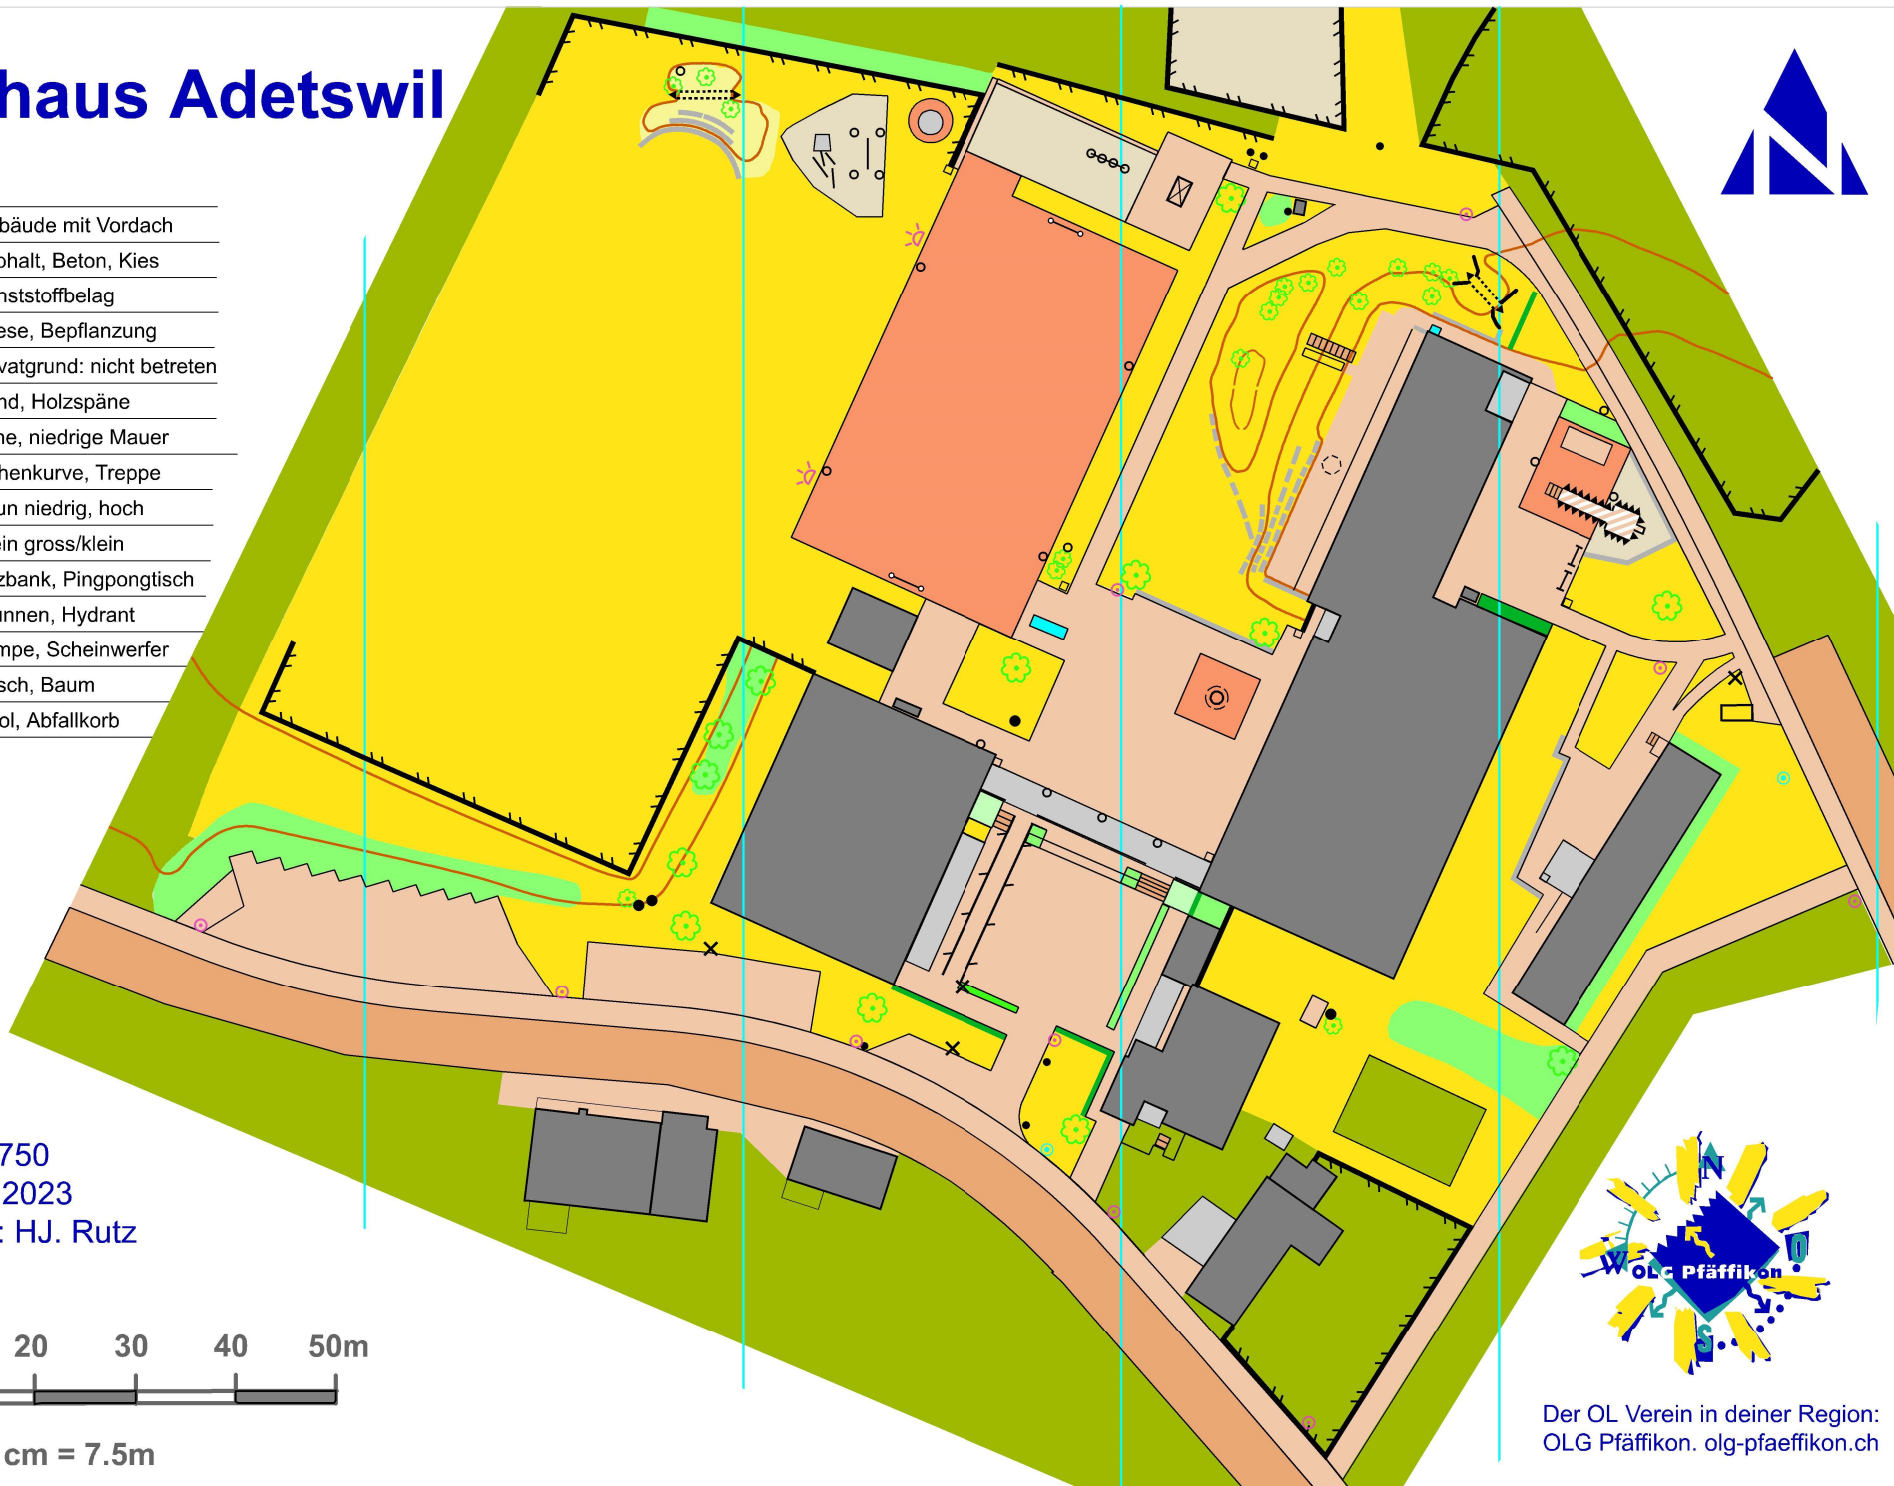 haus Adetswil
bäude mit Vordach
phalt, Beton, Kies
nststoffbelag
ese, Bepflanzung
vatgrund: nicht betreten
nd, Holzspäne
ne, niedrige Mauer
henkurve, Treppe
un niedrig, hoch
ein gross/klein
zbank, Pingpongtisch
unnen, Hydrant
mpe, Scheinwerfer
sch, Baum
ol, Abfallkorb
750
2023
: HJ. Rutz
20 30 40 50m
cm = 7.5m
N
W
O
OLG Pfäffikon
S
Der OL Verein in deiner Region:
OLG Pfäffikon. olg-pfaeffikon.ch